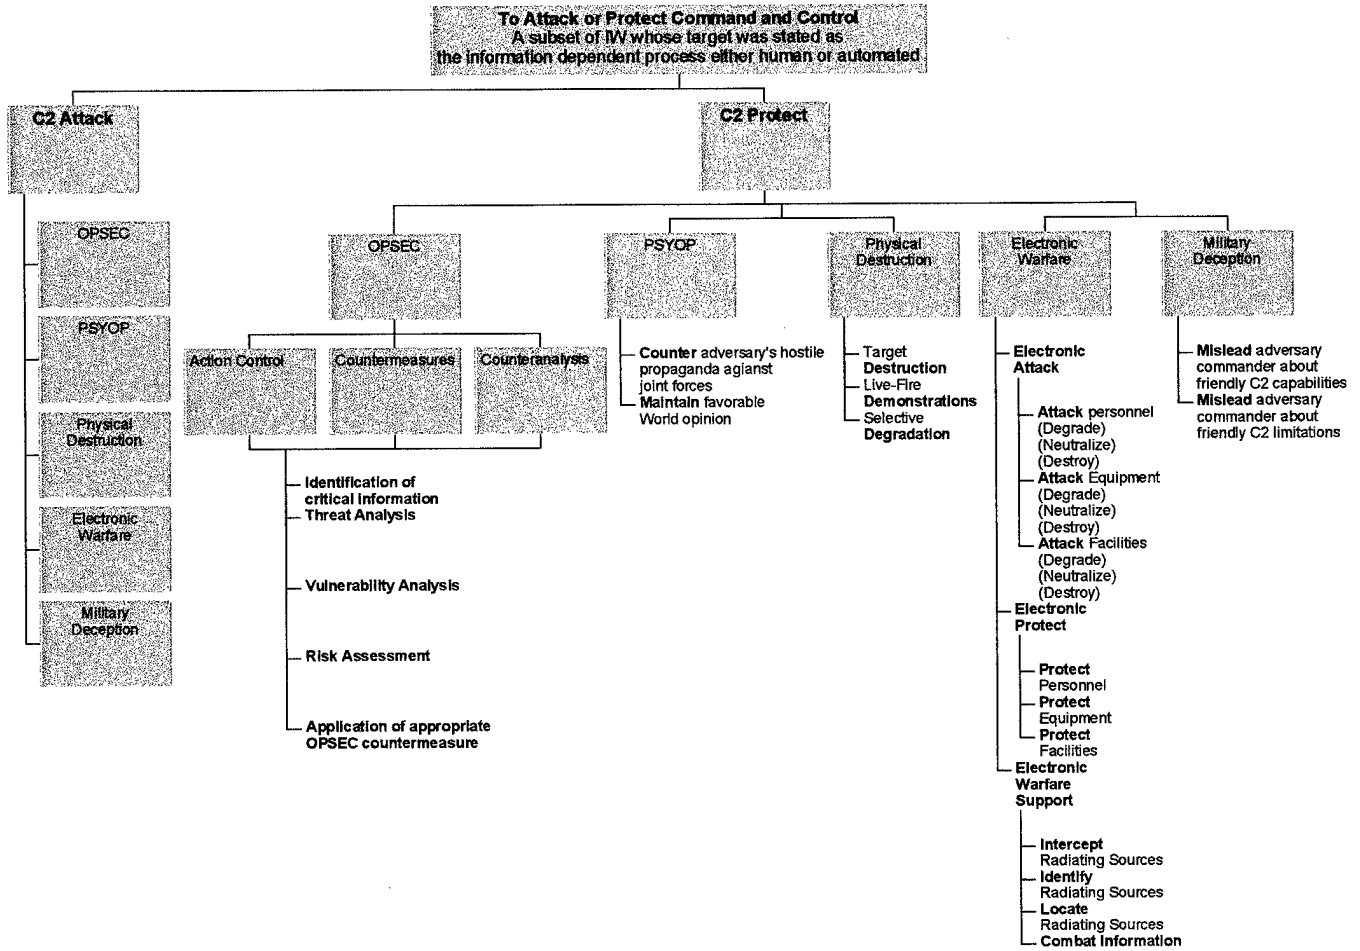 To Attack or Protect Command and Control
A subset of IW whose target was stated as
the information dependent process either human or automated
C2 Attack
OPSEC
PSYOP
Physical
Destruction
Electronic
Warfare
Military
Deception
C2 Protect
OPSEC
Action Control
Countermeasures
Counteranalysis
Identification of
critical information
Threat Analysis
Vulnerability Analysis
Risk Assessment
Application of appropriate
OPSEC countermeasure
PSYOP
Counter adversary's hostile
propaganda agianst
joint forces
Maintain favorable
World opinion
Physical
Destruction
Target
Destruction
Live-Fire
Demonstrations
Selective
Degradation
Electronic
Warfare
Electronic
Attack
Attack personnel
(Degrade)
(Neutralize)
(Destroy)
Attack Equipment
(Degrade)
(Neutralize)
(Destroy)
Attack Facilities
(Degrade)
(Neutralize)
(Destroy)
Electronic
Protect
Protect
Personnel
Protect
Equipment
Protect
Facilities
Electronic
Warfare
Support
Intercept
Radiating Sources
Identify
Radiating Sources
Locate
Radiating Sources
Combat Information
Military
Deception
Mislead adversary
commander about
friendly C2 capabilities
Mislead adversary
commander about
friendly C2 limitations